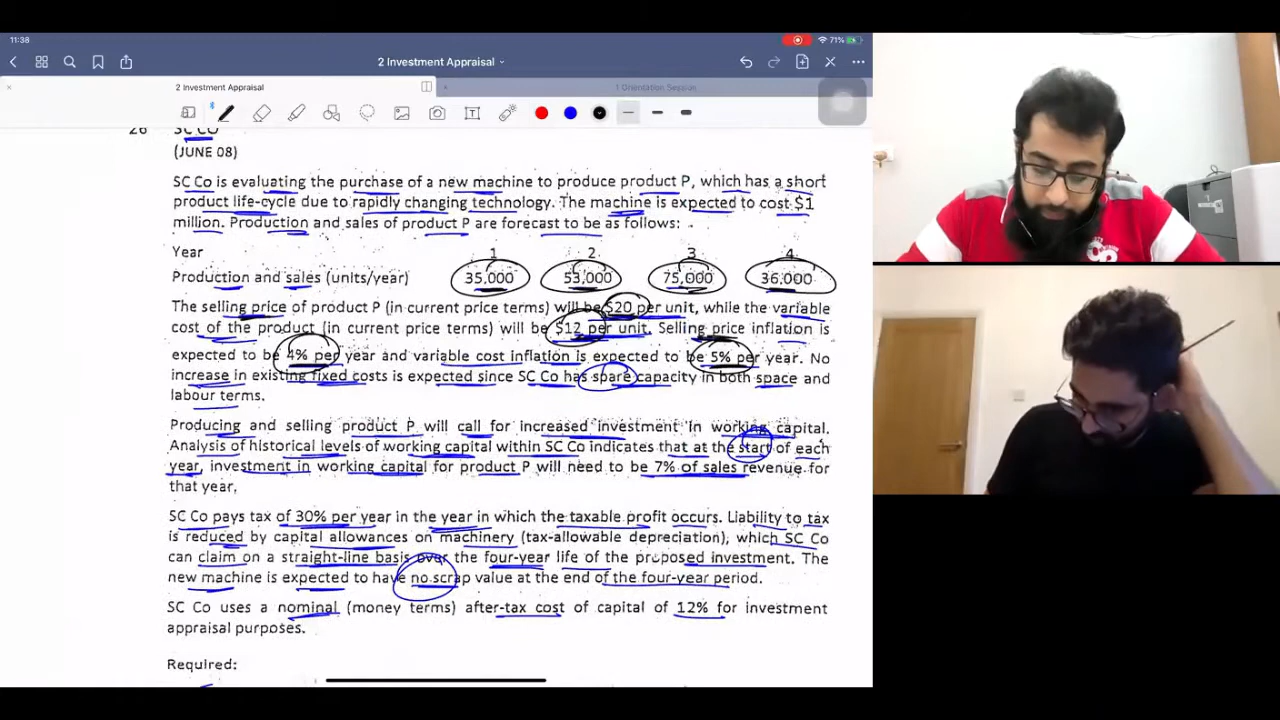 11:38
71%
2 Investment Appraisal
2 Investment Appraisal
1 Orientation Session
26 SC CO
(JUNE 08)
SC Co is evaluating the purchase of a new machine to produce product P, which has a short
product life-cycle due to rapidly changing technology. The machine is expected to cost $1
million. Production and sales of product P are forecast to be as follows:
Year 1 2 3 4
Production and sales (units/year) 35,000 53,000 75,000 36,000
The selling price of product P (in current price terms) will be $20 per unit, while the variable
cost of the product (in current price terms) will be $12 per unit. Selling price inflation is
expected to be 4% per year and variable cost inflation is expected to be 5% per year. No
increase in existing fixed costs is expected since SC Co has spare capacity in both space and
labour terms.
Producing and selling product P will call for increased investment in working capital.
Analysis of historical levels of working capital within SC Co indicates that at the start of each
year, investment in working capital for product P will need to be 7% of sales revenue for
that year.
SC Co pays tax of 30% per year in the year in which the taxable profit occurs. Liability to tax
is reduced by capital allowances on machinery (tax-allowable depreciation), which SC Co
can claim on a straight-line basis over the four-year life of the proposed investment. The
new machine is expected to have no scrap value at the end of the four-year period.
SC Co uses a nominal (money terms) after-tax cost of capital of 12% for investment
appraisal purposes.
Required: